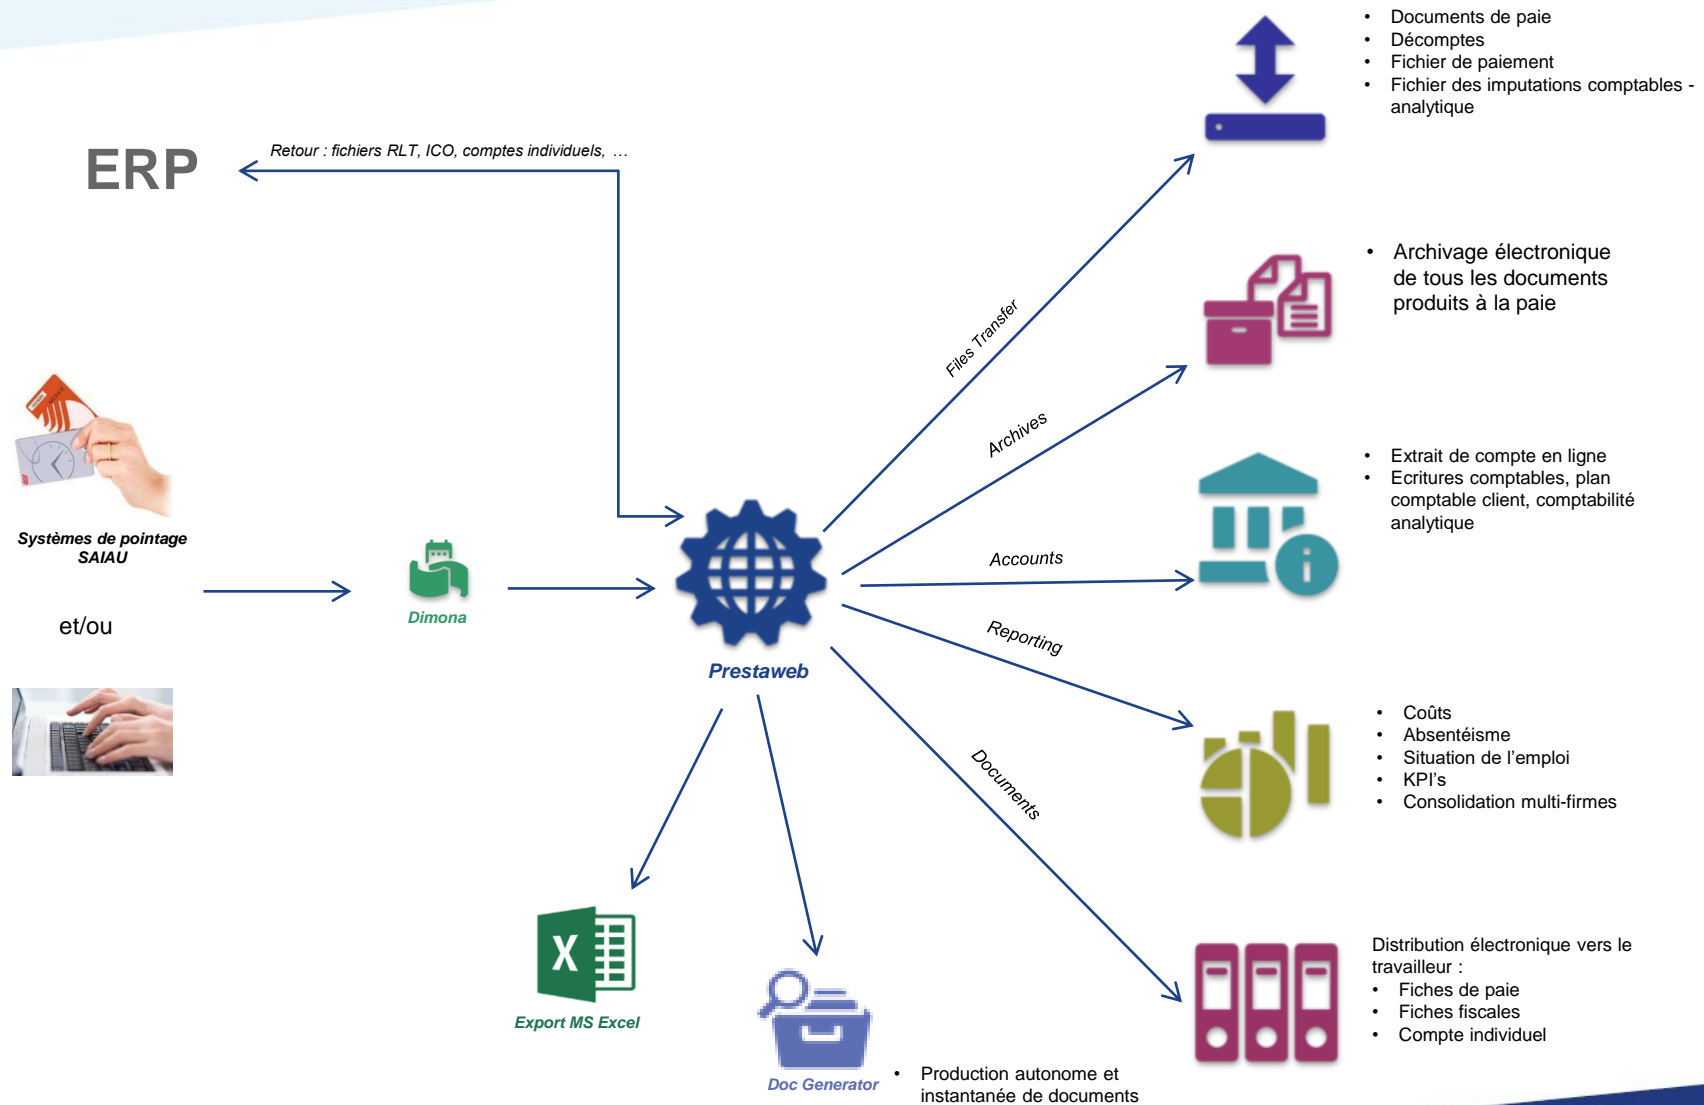 • Documents de paie
• Décomptes
• Fichier de paiement
• Fichier des imputations comptables -
analytique
ERP
Retour : fichiers RLT, ICO, comptes individuels, …
Files Transfer
• Archivage électronique
de tous les documents
produits à la paie
Archives
• Extrait de compte en ligne
• Ecritures comptables, plan
comptable client, comptabilité
analytique
Systèmes de pointage
SAIAU
Accounts
et/ou
Dimona
Reporting
Prestaweb
• Coûts
• Absentéisme
• Situation de l'emploi
• KPI's
• Consolidation multi-firmes
Documents
X
Export MS Excel
Distribution électronique vers le
travailleur :
• Fiches de paie
• Fiches fiscales
• Compte individuel
Doc Generator
• Production autonome et
instantanée de documents